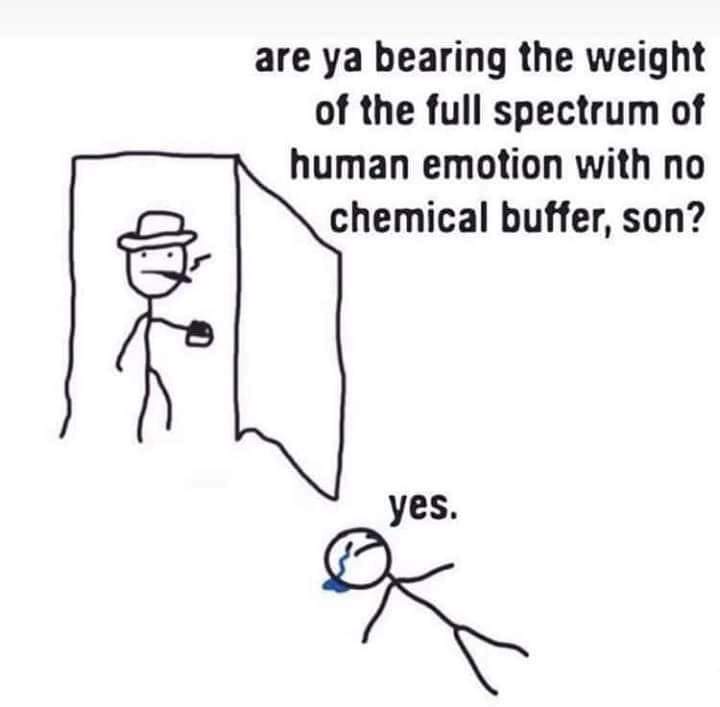 are ya bearing the weight
of the full spectrum of
human emotion with no
chemical buffer, son?
yes.